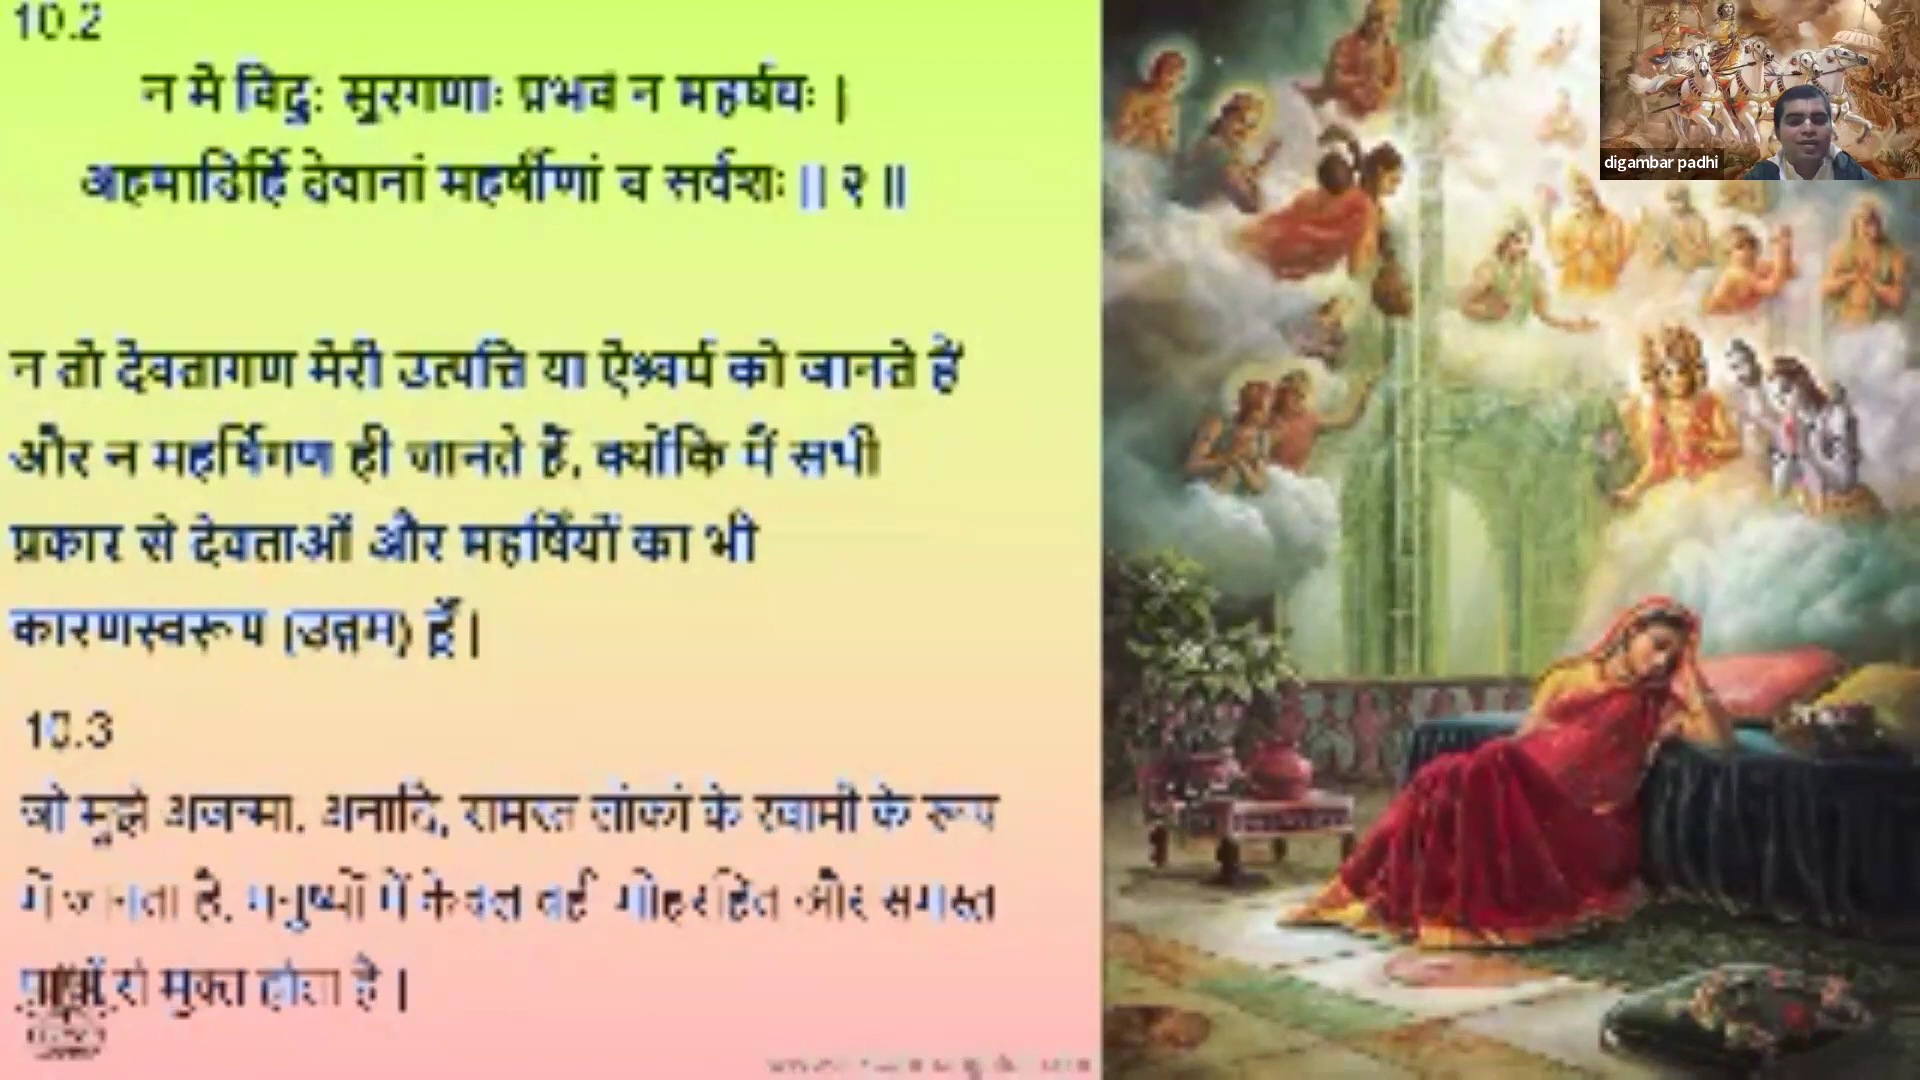 10.2
न मे विदुः सुरगणाः प्रभवं न महर्षयः |
अहमादिर्हि देवानां महर्षीणां च सर्वशः || २ ||
न तो देवतागण मेरी उत्पत्ति या ऐश्वर्य को जानते हैं
और न महर्षिगण ही जानते हैं, क्योंकि मैं सभी
प्रकार से देवताओं और महर्षियों का भी
कारणस्वरूप (उद्गम) हूँ |
10.3
जो मुझे अजन्मा, अनादि, समस्त लोकों के स्वामी के रूप
में जानता है, मनुष्यों में केवल वही मोहरहित और समस्त
पापों से मुक्त होता है |
digambar padhi